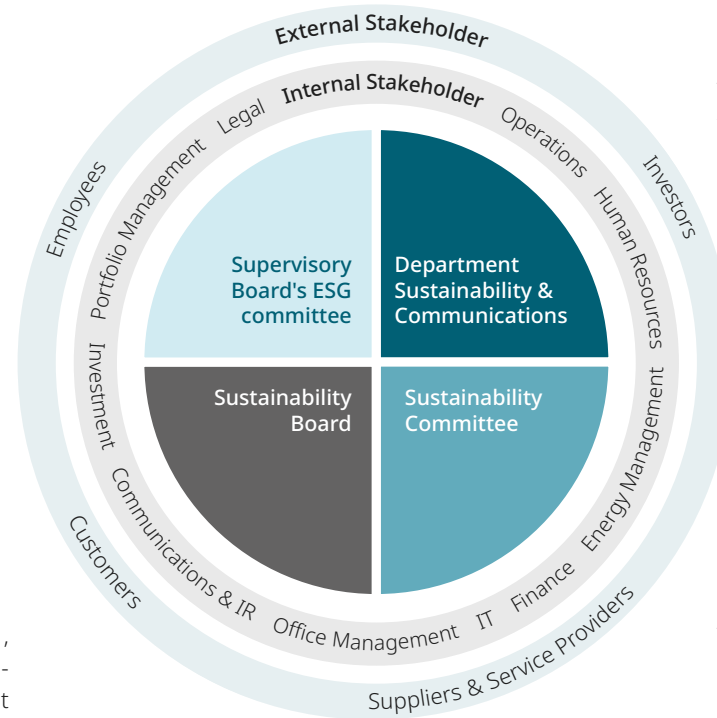 External Stakeholder
Internal Stakeholder
Legal
Operations
Employees
Portfolio Management
Human Resources
Investors
Supervisory
Board's ESG
committee
Department
Sustainability &
Communications
Investment
Energy Management
Sustainability
Board
Sustainability
Committee
Customers
Communications & IR
Office Management
IT
Finance
Suppliers & Service Providers
,
-
t